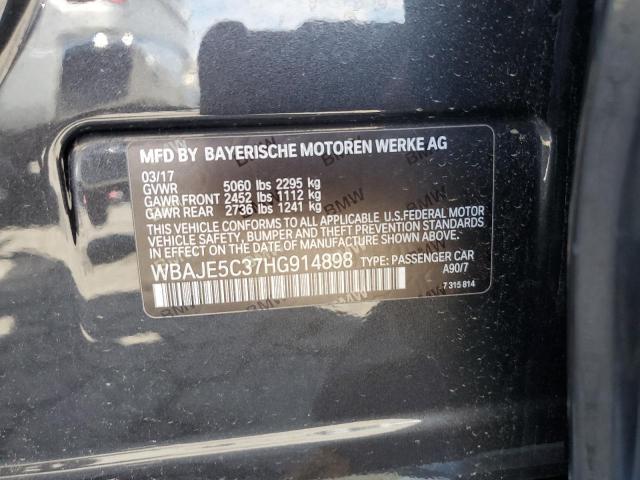 MFD BY BAYERISCHE MOTOREN WERKE AG
03/17
GVWR 5060 lbs 2295 kg
GAWR FRONT 2452 lbs 1112 kg
GAWR REAR 2736 lbs 1241 kg
THIS VEHICLE CONFORMS TO ALL APPLICABLE U.S.FEDERAL MOTOR
VEHICLE SAFETY, BUMPER AND THEFT PREVENTION STANDARDS
IN EFFECT ON THE DATE OF MANUFACTURE SHOWN ABOVE.
WBAJE5C37HG914898 TYPE: PASSENGER CAR
A90/7
7 315 814